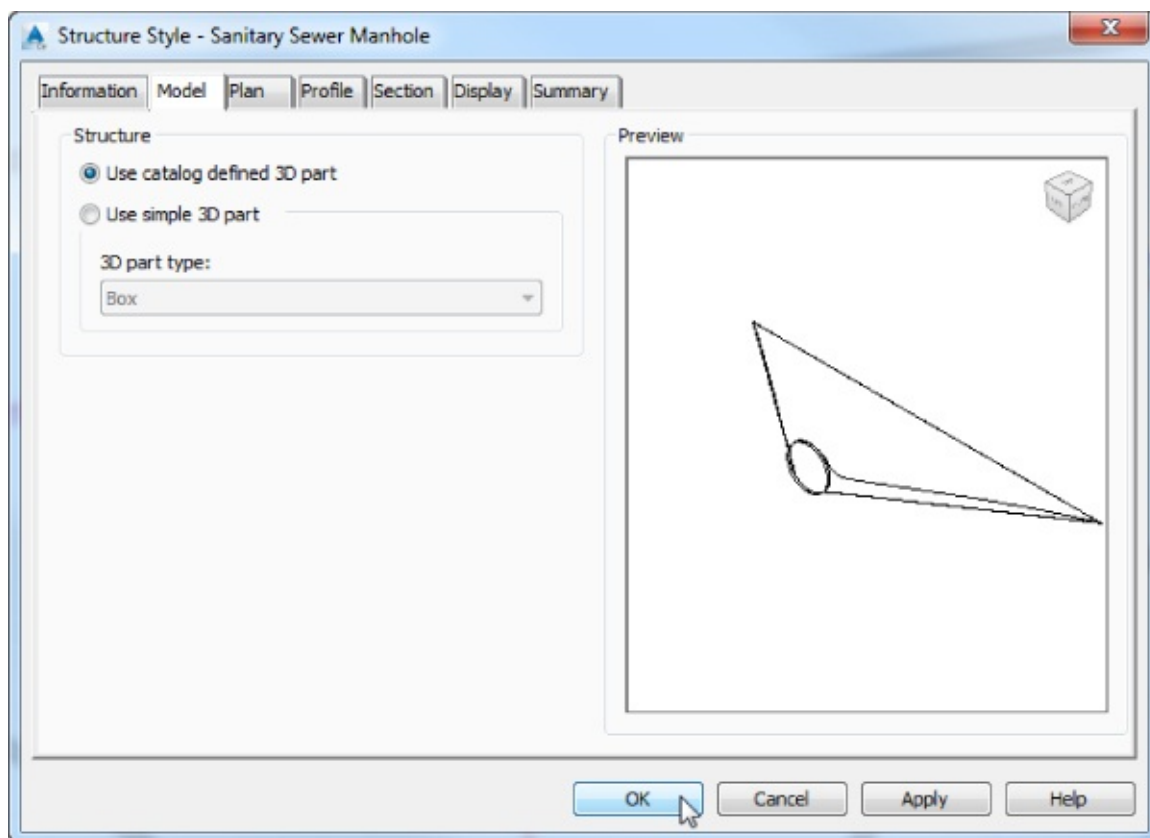 Structure Style - Sanitary Sewer Manhole
Information Model Plan Profile Section Display Summary
Structure
Use catalog defined 3D part
Use simple 3D part
3D part type:
Box
Preview
OK Cancel Apply Help